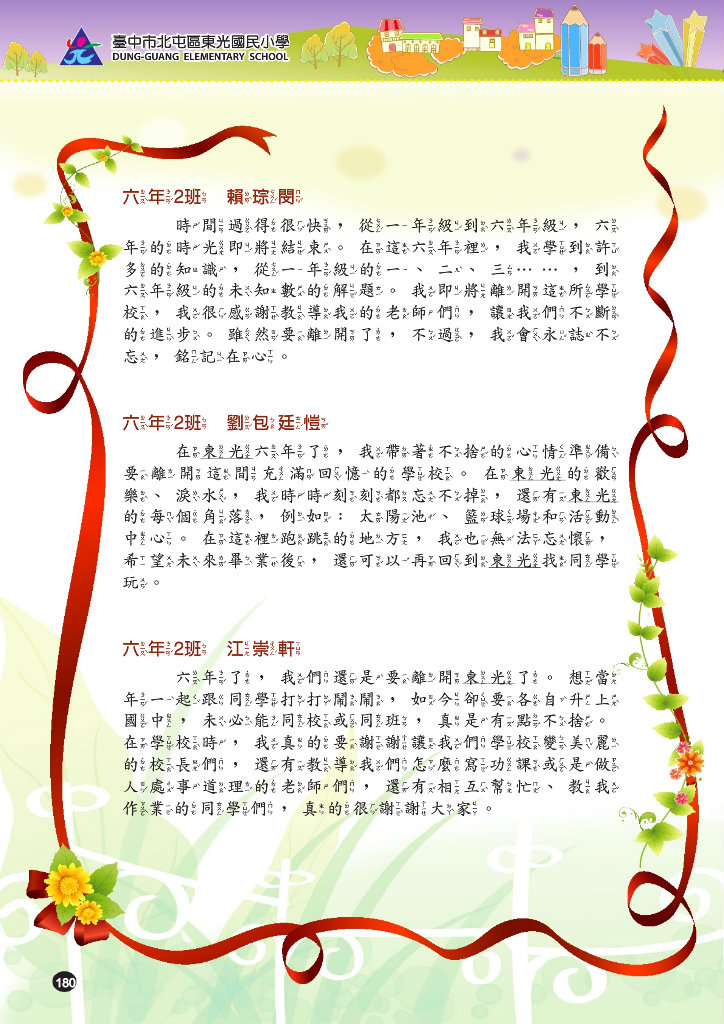 臺中市北屯區東光國民小學
DUNG-GUANG ELEMENTARY SCHOOL
六年2班 賴琮閔
時間過得很快，從一年級到六年級，六
年的時光即將結束。在這六年裡，我學到許
多的知識，從一年級的一、二、三……，到
六年級的未知數的解題。我即將離開這所學
校，我很感謝教導我的老師們，讓我們不斷
的進步。雖然要離開了，不過，我會永誌不
忘，銘記在心。
六年2班 劉包廷愷
在東光六年了，我帶著不捨的心情準備
要離開這間充滿回憶的學校。在東光的歡
樂、淚水，我時時刻刻都忘不掉，還有東光
的每個角落，例如：太陽池、籃球場和活動
中心。在這裡跑跳的地方，我也無法忘懷，
希望未來畢業後，還可以再回到東光找同學
玩。
六年2班 江崇軒
六年了，我們還是要離開東光了。想當
年一起跟同學打打鬧鬧，如今卻要各自升上
國中，未必能同校或同班，真是有點不捨。
在學校時，我真的要謝謝讓我們學校變美麗
的校長們，還有教導我們怎麼寫功課或是做
人處事道理的老師們，還有相互幫忙、教我
作業的同學們，真的很謝謝大家。
180